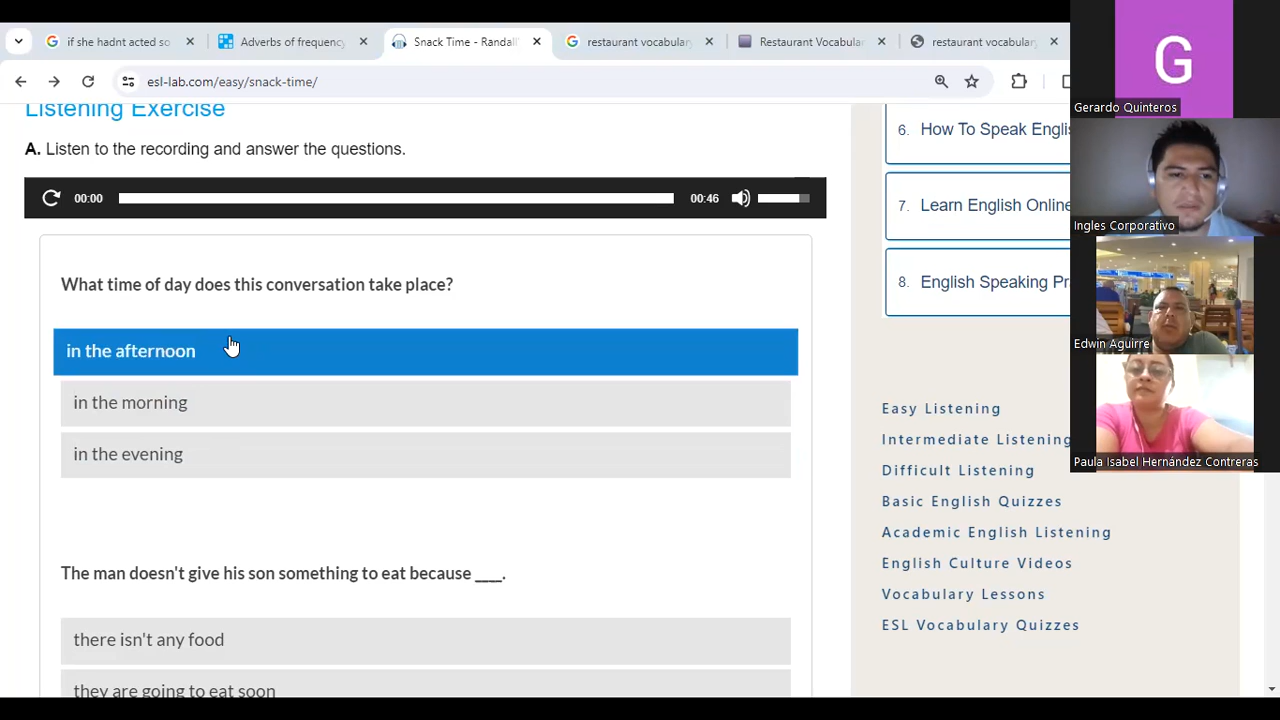 if she hadnt acted so
Adverbs of frequency
Snack Time - Randall'
restaurant vocabular
Restaurant Vocabula
restaurant vocabula
esl-lab.com/easy/snack-time/
Listening Exercise
A. Listen to the recording and answer the questions.
00:00
00:46
What time of day does this conversation take place?
in the afternoon
in the morning
in the evening
The man doesn't give his son something to eat because ____.
there isn't any food
they are going to eat soon
6. How To Speak Engli
7. Learn English Online
8. English Speaking Pr
Easy Listening
Intermediate Listening
Difficult Listening
Basic English Quizzes
Academic English Listening
English Culture Videos
Vocabulary Lessons
ESL Vocabulary Quizzes
G
Gerardo Quinteros
Ingles Corporativo
Edwin Aguirre
Paula Isabel Hernández Contreras